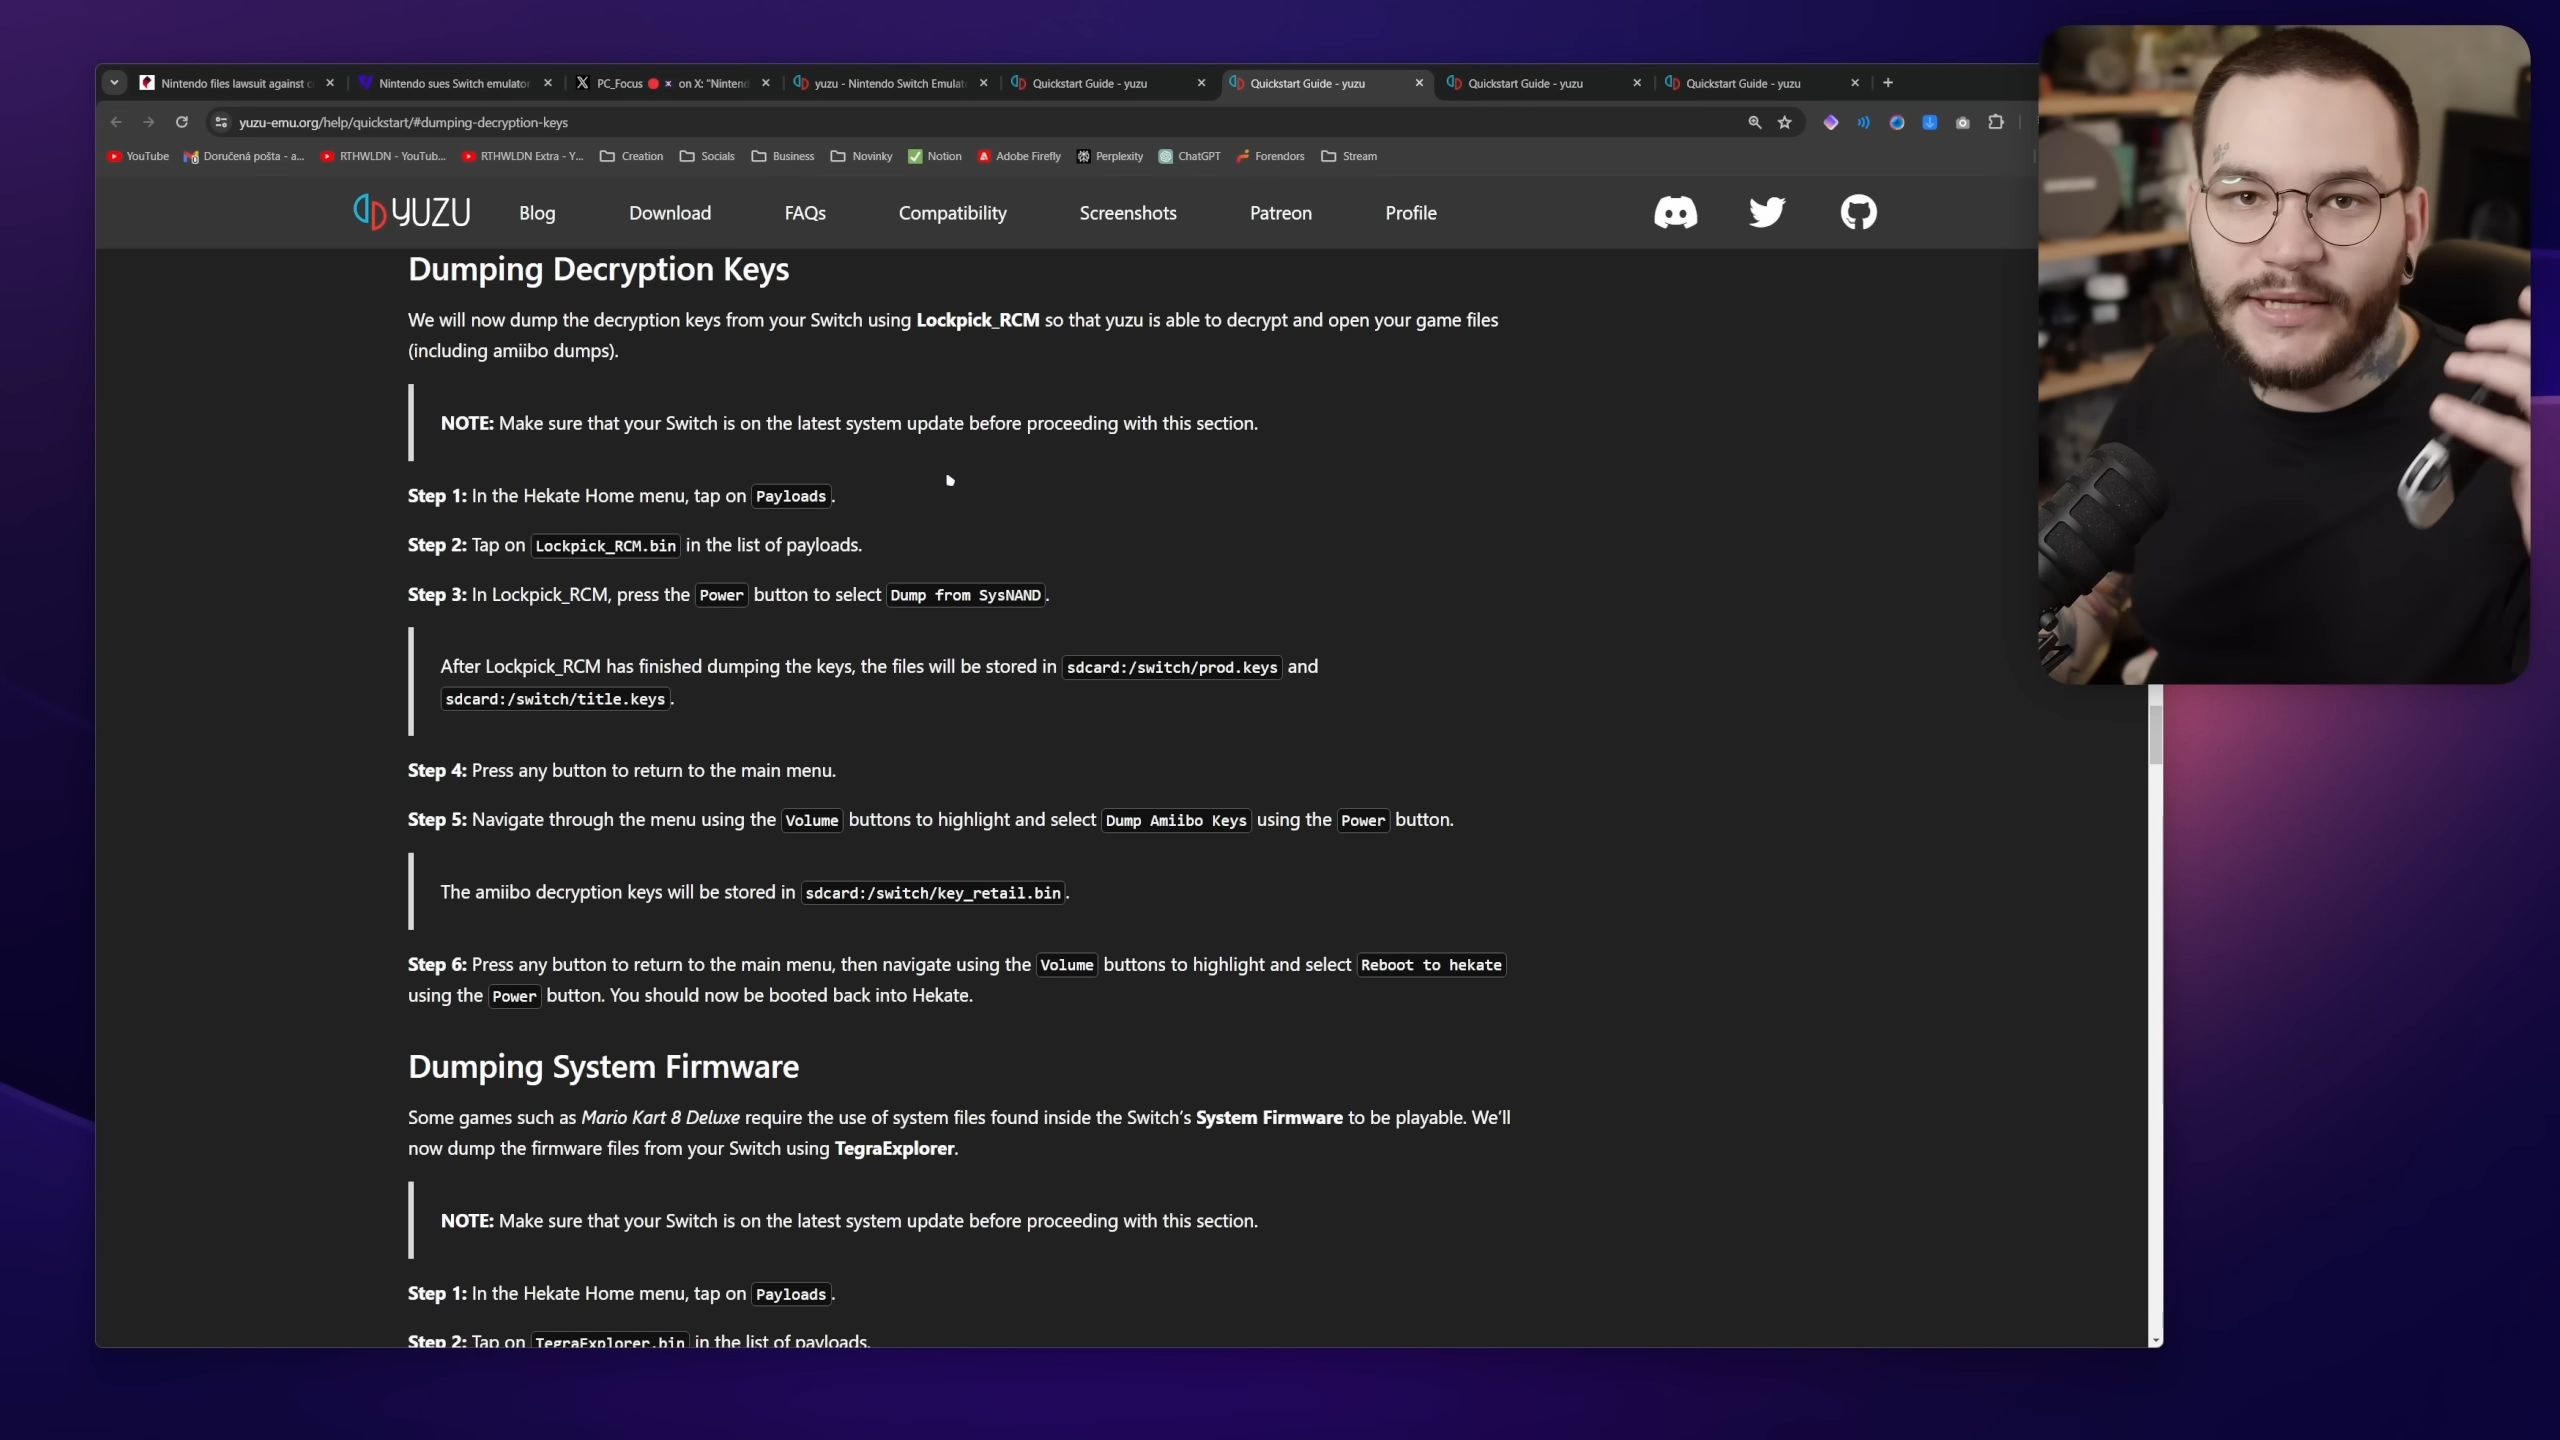 Nintendo files lawsuit against c
Nintendo sues Switch emulator
PC_Focus 🔴 on X: "Nintend
yuzu - Nintendo Switch Emulat
Quickstart Guide - yuzu
Quickstart Guide - yuzu
Quickstart Guide - yuzu
Quickstart Guide - yuzu
yuzu-emu.org/help/quickstart/#dumping-decryption-keys
YouTube
Doručená pošta - a...
RTHWLDN - YouTub...
RTHWLDN Extra - Y...
Creation
Socials
Business
Novinky
Notion
Adobe Firefly
Perplexity
ChatGPT
Forendors
Stream
YUZU
Blog
Download
FAQs
Compatibility
Screenshots
Patreon
Profile
Dumping Decryption Keys
We will now dump the decryption keys from your Switch using Lockpick_RCM so that yuzu is able to decrypt and open your game files
(including amiibo dumps).
NOTE: Make sure that your Switch is on the latest system update before proceeding with this section.
Step 1: In the Hekate Home menu, tap on Payloads.
Step 2: Tap on Lockpick_RCM.bin in the list of payloads.
Step 3: In Lockpick_RCM, press the Power button to select Dump from SysNAND.
After Lockpick_RCM has finished dumping the keys, the files will be stored in sdcard:/switch/prod.keys and
sdcard:/switch/title.keys.
Step 4: Press any button to return to the main menu.
Step 5: Navigate through the menu using the Volume buttons to highlight and select Dump Amiibo Keys using the Power button.
The amiibo decryption keys will be stored in sdcard:/switch/key_retail.bin.
Step 6: Press any button to return to the main menu, then navigate using the Volume buttons to highlight and select Reboot to hekate
using the Power button. You should now be booted back into Hekate.
Dumping System Firmware
Some games such as Mario Kart 8 Deluxe require the use of system files found inside the Switch's System Firmware to be playable. We'll
now dump the firmware files from your Switch using TegraExplorer.
NOTE: Make sure that your Switch is on the latest system update before proceeding with this section.
Step 1: In the Hekate Home menu, tap on Payloads.
Step 2: Tap on TegraExplorer.bin in the list of payloads.